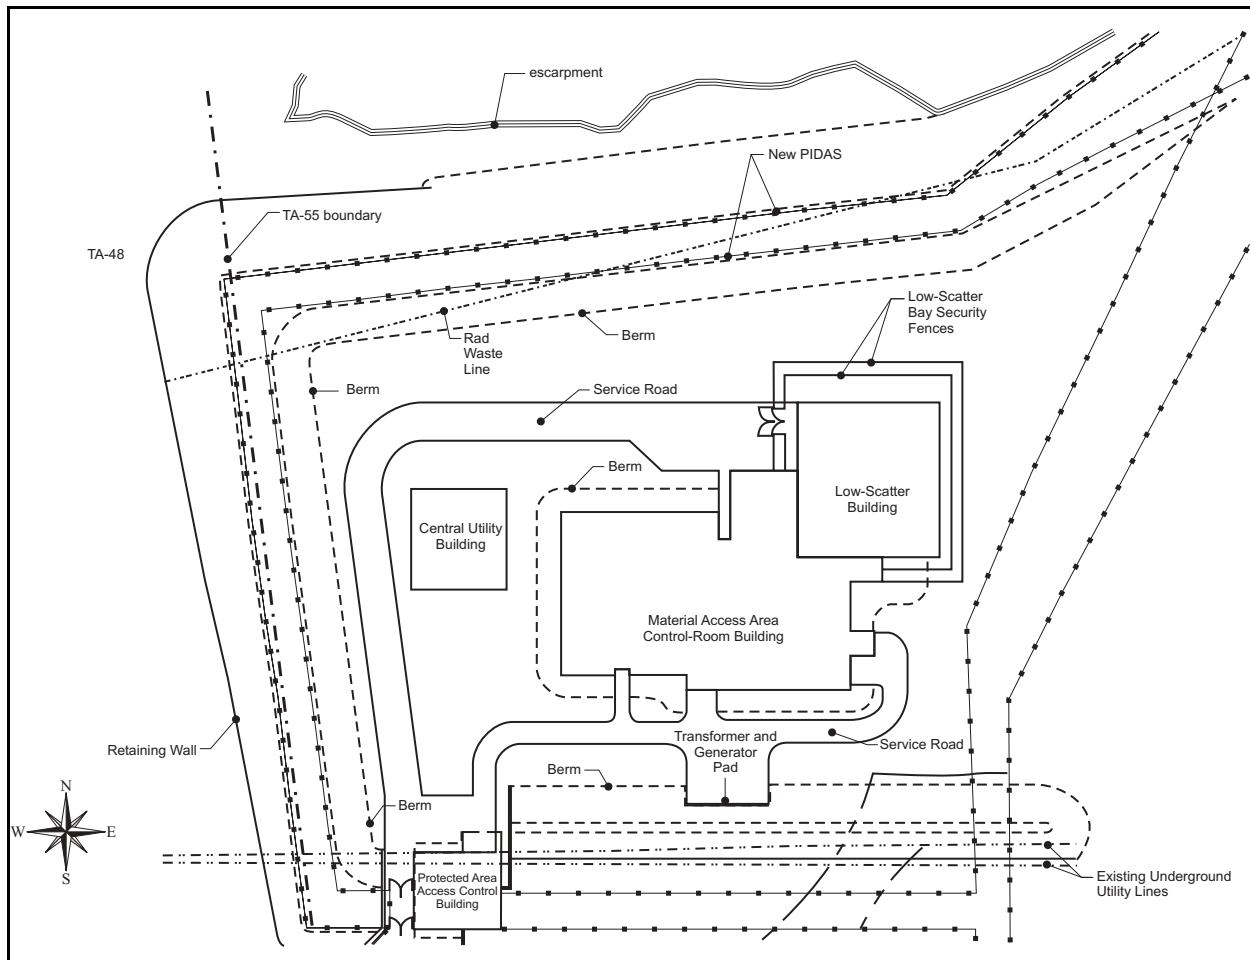 escarpment
New PIDAS
TA-55 boundary
TA-48
Low-Scatter
Bay Security
Fences
Rad
Waste
Line
Berm
Berm
Service Road
Berm
Low-Scatter
Building
Central Utility
Building
Material Access Area
Control-Room Building
Retaining Wall
Transformer and
Generator
Pad
Service Road
Berm
Berm
N
W
E
S
Protected Area
Access Control
Building
Existing Underground
Utility Lines